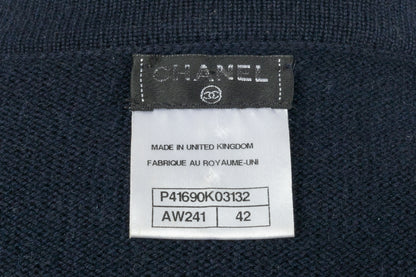 CHANEL
MADE IN UNITED KINGDOM
FABRIQUE AU ROYAUME-UNI
P41690K03132
AW241 42